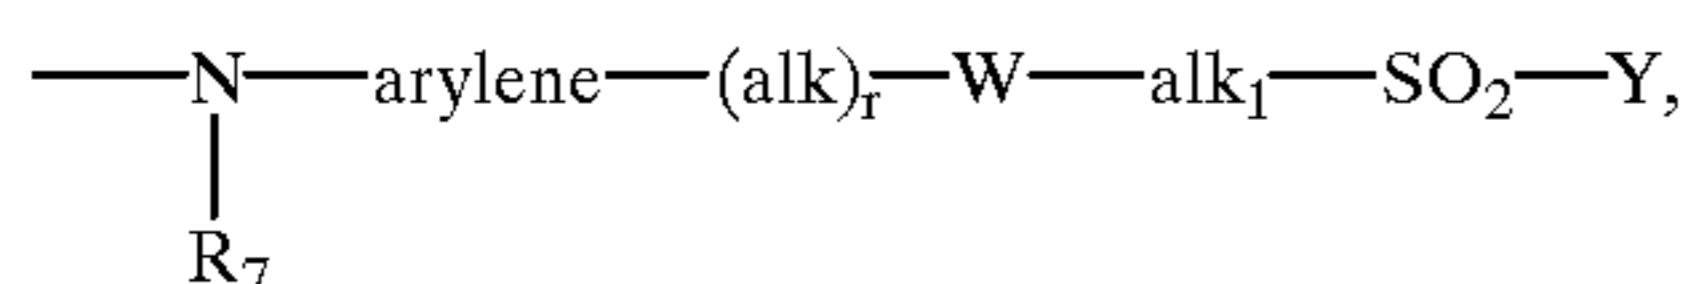 —N—arylene—(alk)r—W—alk1—SO2—Y,
R7